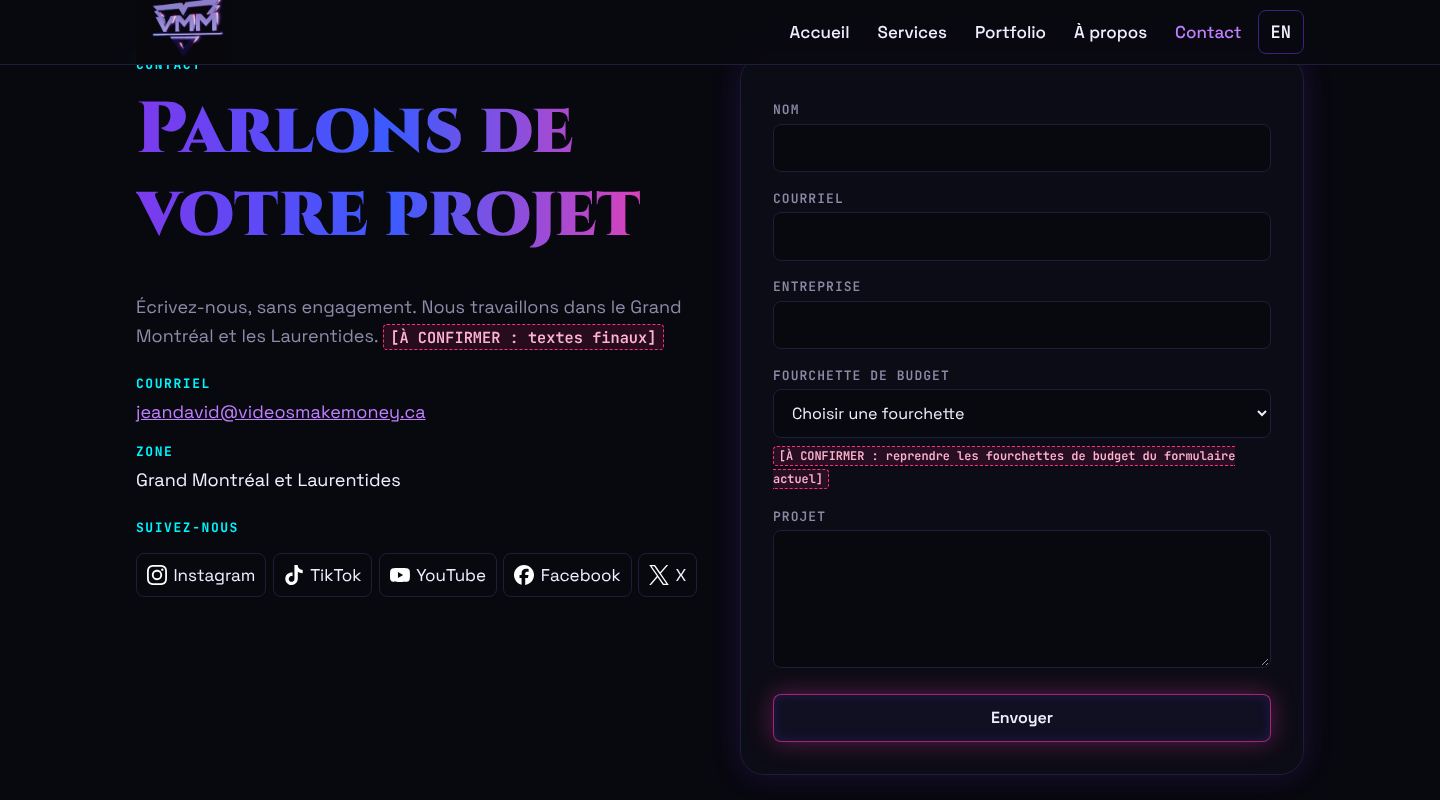 VMM
Accueil
Services
Portfolio
À propos
Contact
EN
CONTACT
Parlons de
votre projet
Écrivez-nous, sans engagement. Nous travaillons dans le Grand
Montréal et les Laurentides. [À CONFIRMER : textes finaux]
COURRIEL
jeandavid@videosmakemoney.ca
ZONE
Grand Montréal et Laurentides
SUIVEZ-NOUS
Instagram
TikTok
YouTube
Facebook
X
NOM
COURRIEL
ENTREPRISE
FOURCHETTE DE BUDGET
Choisir une fourchette
[À CONFIRMER : reprendre les fourchettes de budget du formulaire
actuel]
PROJET
Envoyer